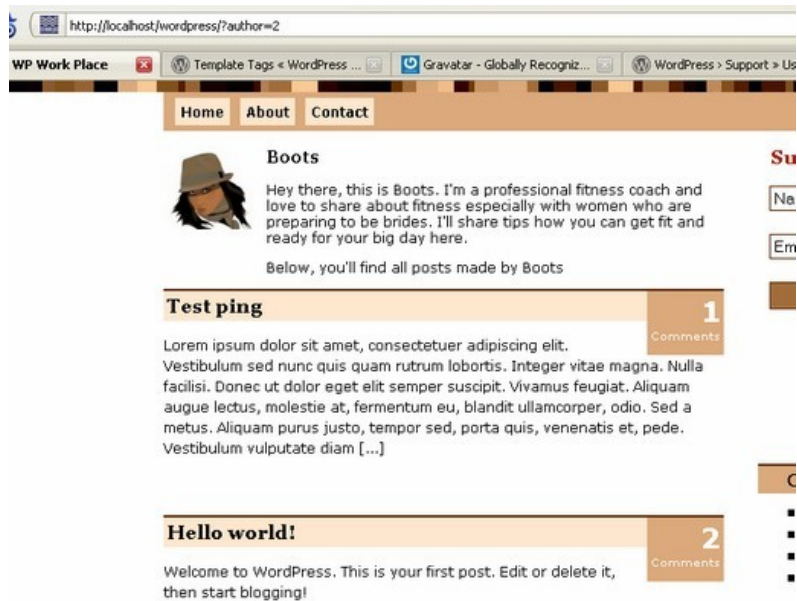 http://localhost/wordpress/?author=2
WP Work Place
Template Tags « WordPress ...
Gravatar - Globally Recogniz...
WordPress › Support » Us
Home About Contact
Boots
Hey there, this is Boots. I'm a professional fitness coach and
love to share about fitness especially with women who are
preparing to be brides. I'll share tips how you can get fit and
ready for your big day here.
Below, you'll find all posts made by Boots
Su
Na
Em
Test ping
1
Comments
Lorem ipsum dolor sit amet, consectetuer adipiscing elit.
Vestibulum sed nunc quis quam rutrum lobortis. Integer vitae magna. Nulla
facilisi. Donec ut dolor eget elit semper suscipit. Vivamus feugiat. Aliquam
augue lectus, molestie at, fermentum eu, blandit ullamcorper, odio. Sed a
metus. Aliquam purus justo, tempor sed, porta quis, venenatis et, pede.
Vestibulum vulputate diam [...]
Hello world!
2
Comments
Welcome to WordPress. This is your first post. Edit or delete it,
then start blogging!